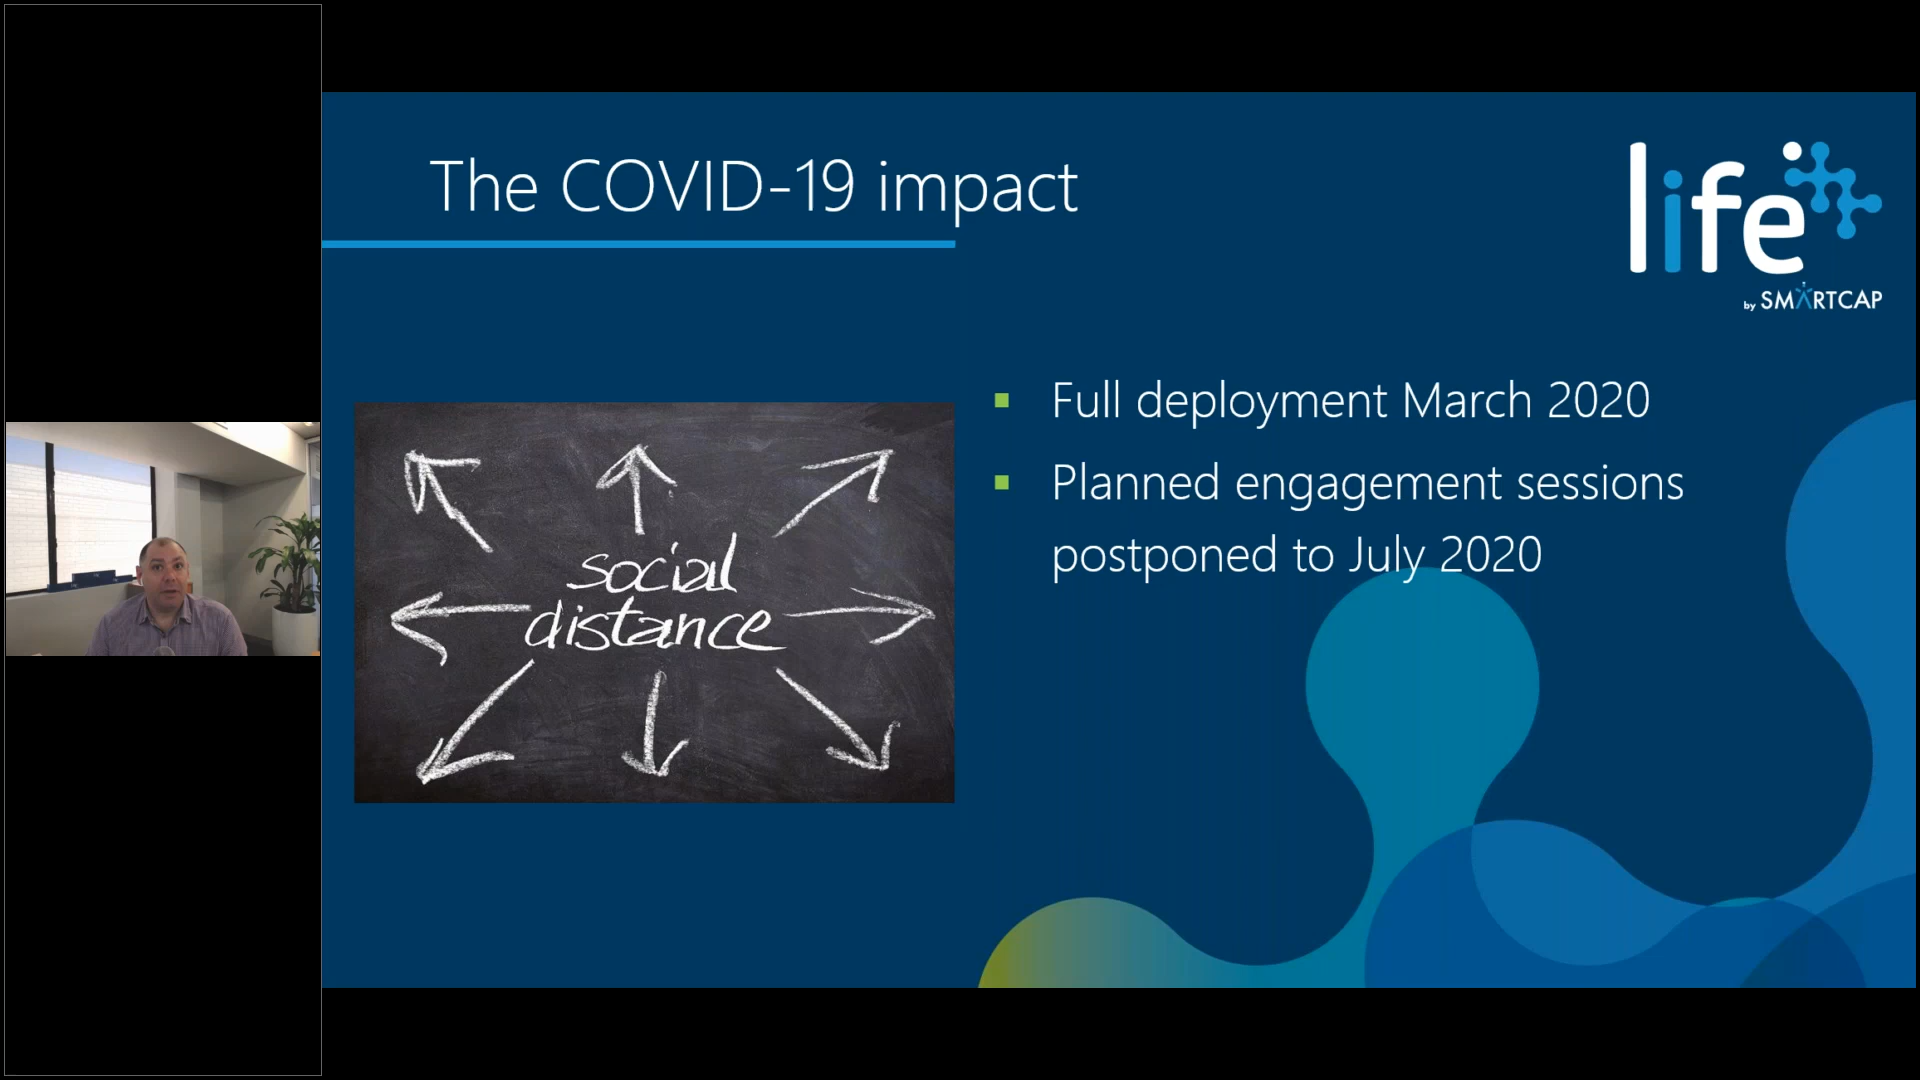 The COVID-19 impact
life
by SMARTCAP
Full deployment March 2020
Planned engagement sessions
postponed to July 2020
social
distance